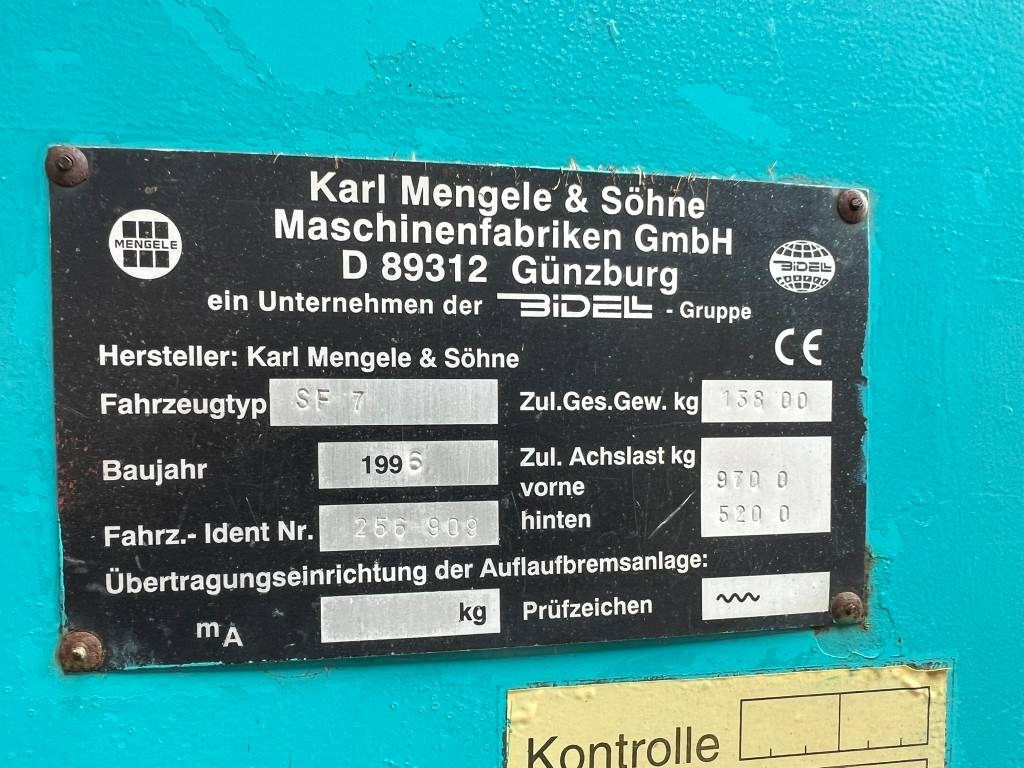 Karl Mengele & Söhne
Maschinenfabriken GmbH
D 89312 Günzburg
MENGELE
BIDELL
ein Unternehmen der BIDELL - Gruppe
CE
Hersteller: Karl Mengele & Söhne
Fahrzeugtyp SF 7
Zul.Ges.Gew. kg 138 00
Baujahr 1996
Zul. Achslast kg
vorne 970 0
hinten 520 0
Fahrz.- Ident Nr. 256 909
Übertragungseinrichtung der Auflaufbremsanlage:
mA kg
Prüfzeichen ~~~
Kontrolle